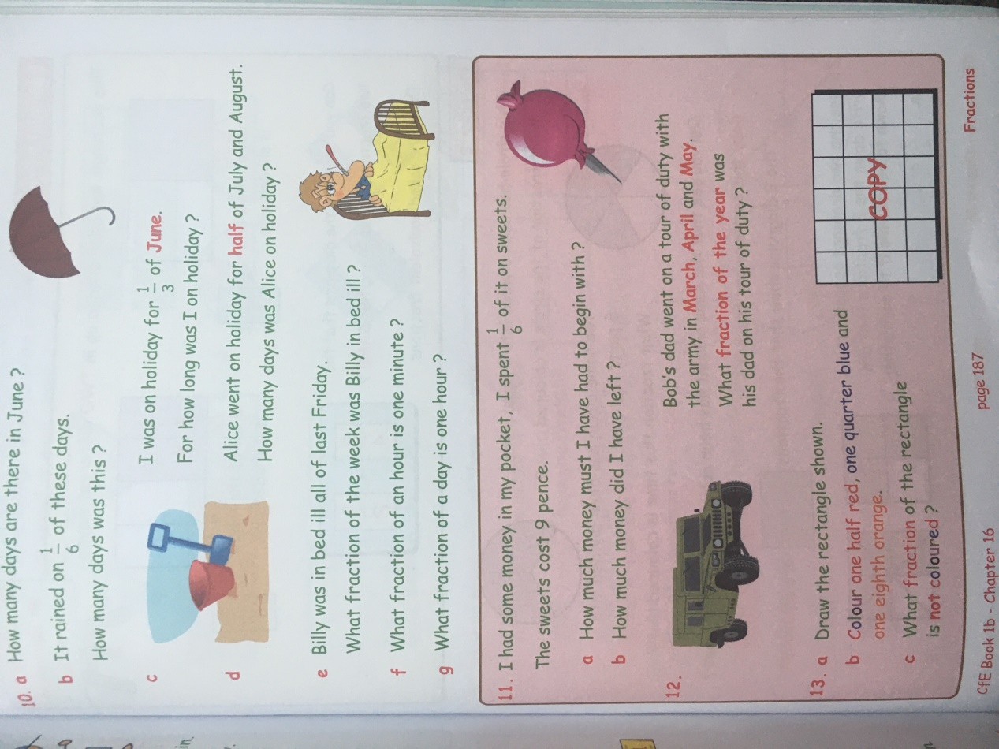 10. a How many days are there in June ?
b It rained on 1/6 of these days.
How many days was this ?
c I was on holiday for 1/3 of June.
For how long was I on holiday ?
d Alice went on holiday for half of July and August.
How many days was Alice on holiday ?
e Billy was in bed ill all of last Friday.
What fraction of the week was Billy in bed ill ?
f What fraction of an hour is one minute ?
g What fraction of a day is one hour ?
11. I had some money in my pocket, I spent 1/6 of it on sweets.
The sweets cost 9 pence.
a How much money must I have had to begin with ?
b How much money did I have left ?
12. Bob's dad went on a tour of duty with
the army in March, April and May.
What fraction of the year was
his dad on his tour of duty ?
13. a Draw the rectangle shown.
b Colour one half red, one quarter blue and
one eighth orange.
c What fraction of the rectangle
is not coloured ?
COPY
CfE Book 1b - Chapter 16
page 187
Fractions
in.